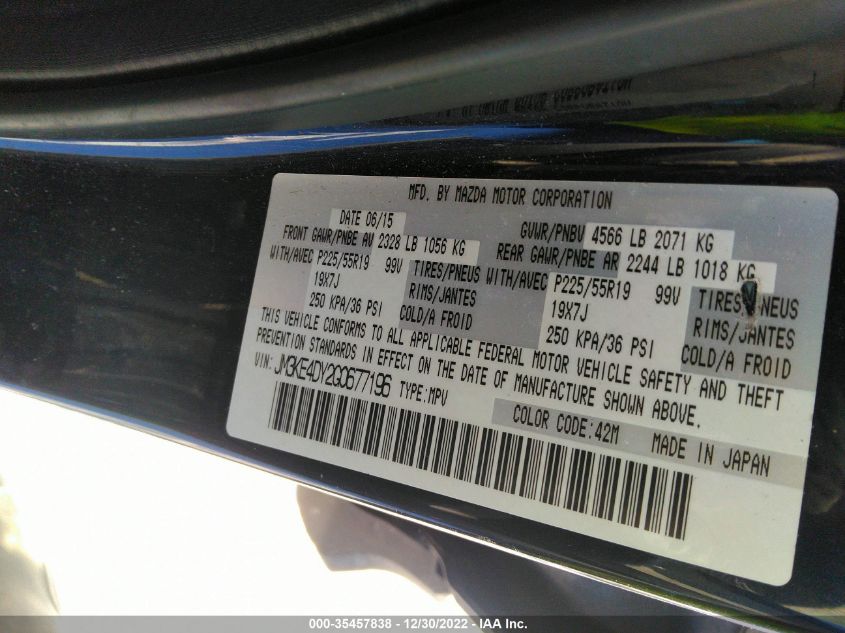 MFD. BY MAZDA MOTOR CORPORATION
DATE 06/15 GVWR/PNBV 4566 LB 2071 KG
FRONT GAWR/PNBE AV 2328 LB 1056 KG REAR GAWR/PNBE AR 2244 LB 1018 KG
WITH/AVEC P225/55R19 99V TIRES/PNEUS WITH/AVEC P225/55R19 99V TIRES/PNEUS
19X7J RIMS/JANTES 19X7J RIMS/JANTES
250 KPA/36 PSI COLD/A FROID 250 KPA/36 PSI COLD/A FROID
THIS VEHICLE CONFORMS TO ALL APPLICABLE FEDERAL MOTOR VEHICLE SAFETY AND THEFT
PREVENTION STANDARDS IN EFFECT ON THE DATE OF MANUFACTURE SHOWN ABOVE.
VIN: JM3KE4DY2G0677196 TYPE:MPV
COLOR CODE:42M MADE IN JAPAN
000-35457838 - 12/30/2022 - IAA Inc.